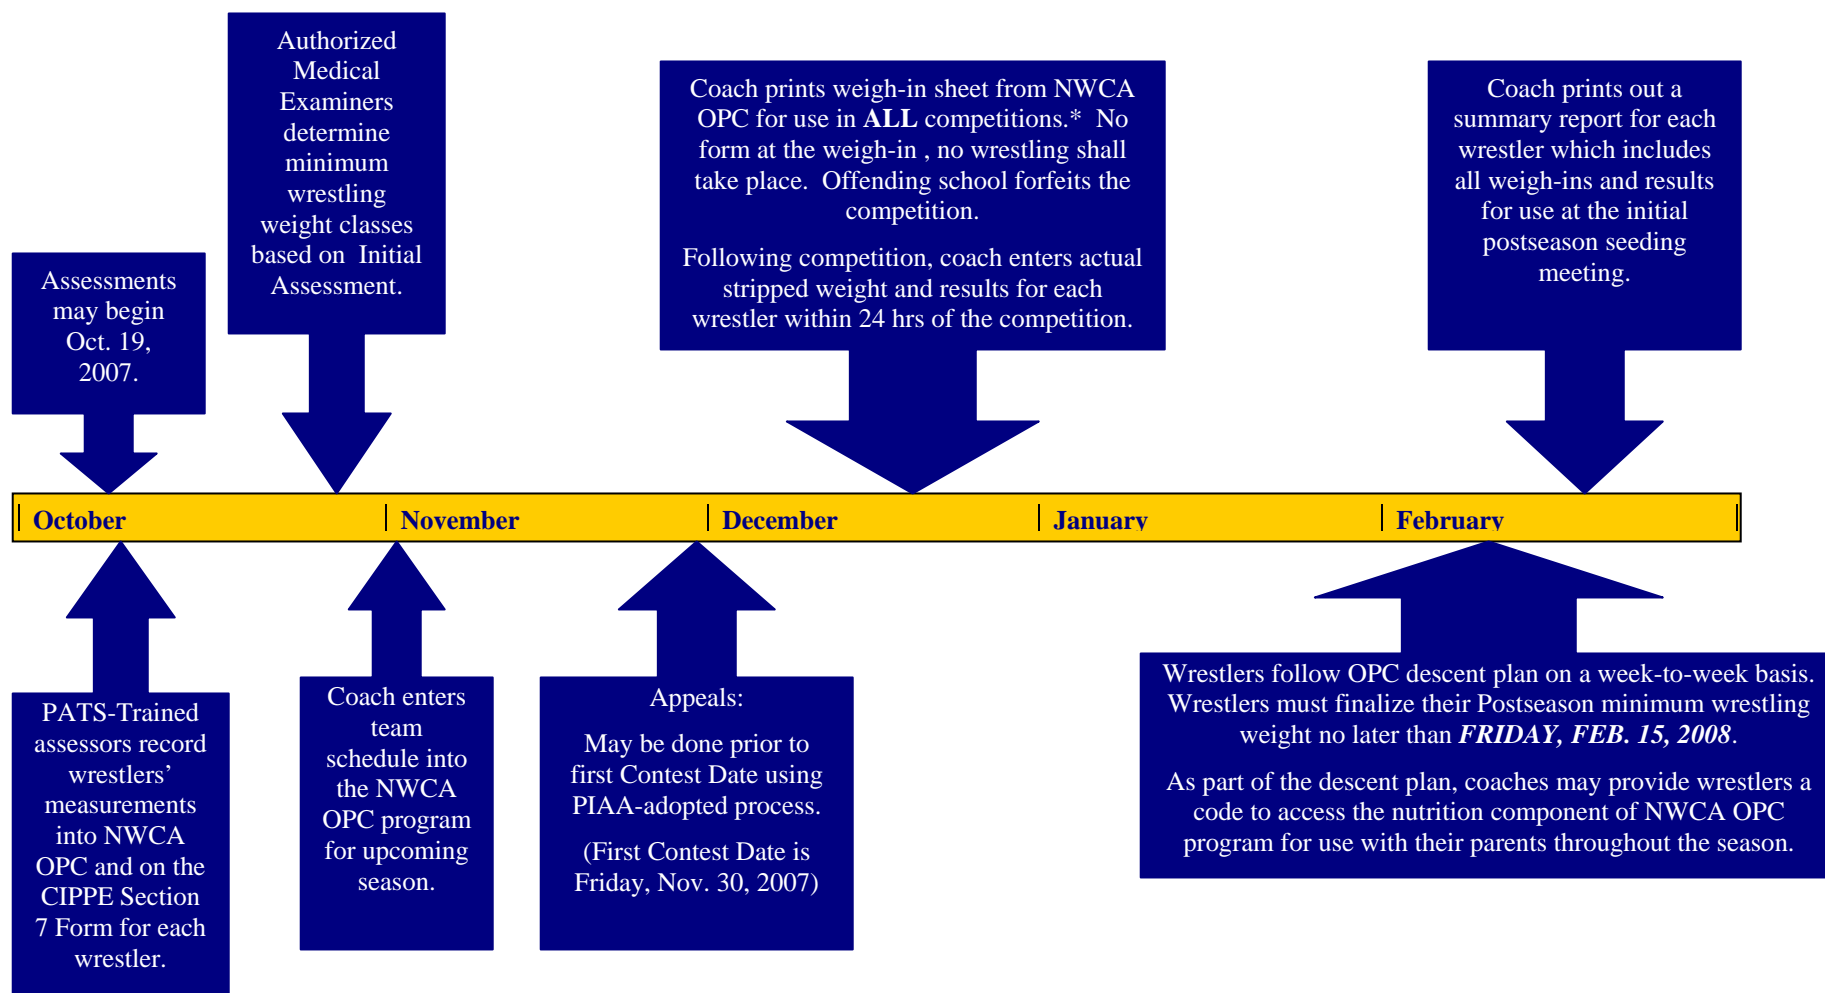 Authorized
Medical
Examiners
determine
minimum
wrestling
weight classes
based on Initial
Assessment.
Coach prints weigh-in sheet from NWCA
OPC for use in ALL competitions.* No
form at the weigh-in , no wrestling shall
take place. Offending school forfeits the
competition.
Following competition, coach enters actual
stripped weight and results for each
wrestler within 24 hrs of the competition.
Coach prints out a
summary report for each
wrestler which includes
all weigh-ins and results
for use at the initial
postseason seeding
meeting.
Assessments
may begin
Oct. 19,
2007.
October
November
December
January
February
PATS-Trained
assessors record
wrestlers’
measurements
into NWCA
OPC and on the
CIPPE Section
7 Form for each
wrestler.
Coach enters
team
schedule into
the NWCA
OPC program
for upcoming
season.
Appeals:
May be done prior to
first Contest Date using
PIAA-adopted process.
(First Contest Date is
Friday, Nov. 30, 2007)
Wrestlers follow OPC descent plan on a week-to-week basis.
Wrestlers must finalize their Postseason minimum wrestling
weight no later than FRIDAY, FEB. 15, 2008.
As part of the descent plan, coaches may provide wrestlers a
code to access the nutrition component of NWCA OPC
program for use with their parents throughout the season.